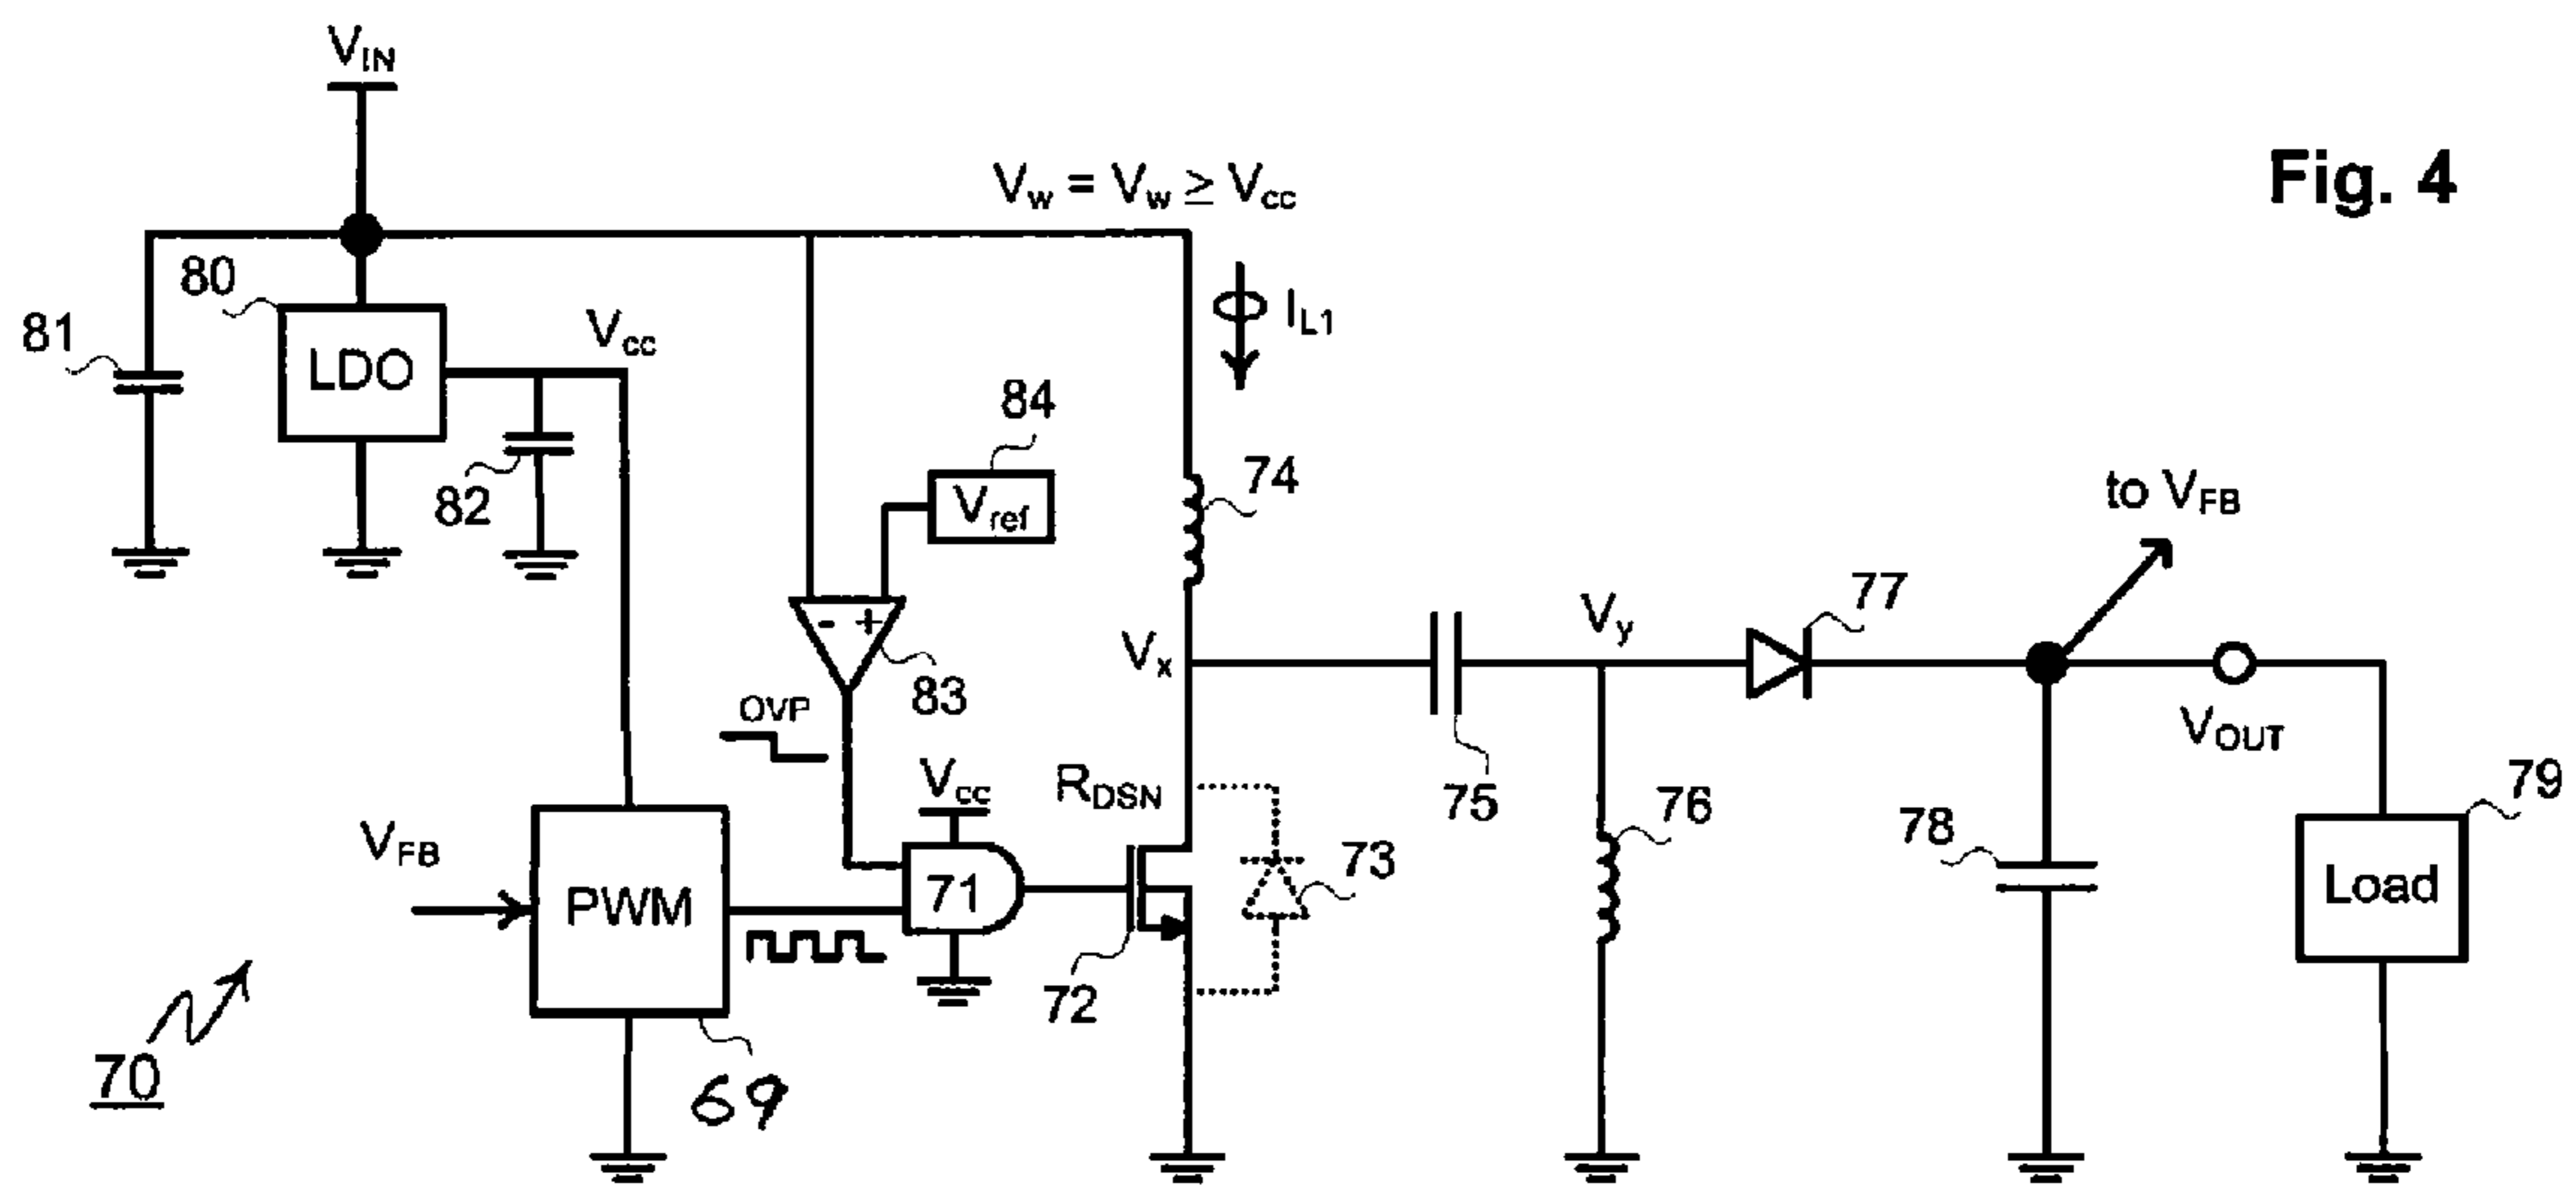 V_IN
Fig. 4
V_w = V_w ≥ V_cc
80
81
LDO
V_cc
I_L1
84
V_ref
82
74
to V_FB
- +
83
V_x
V_y
77
OVP
V_OUT
V_cc
R_DSN
75
76
78
79
V_FB
PWM
71
73
Load
72
70
69